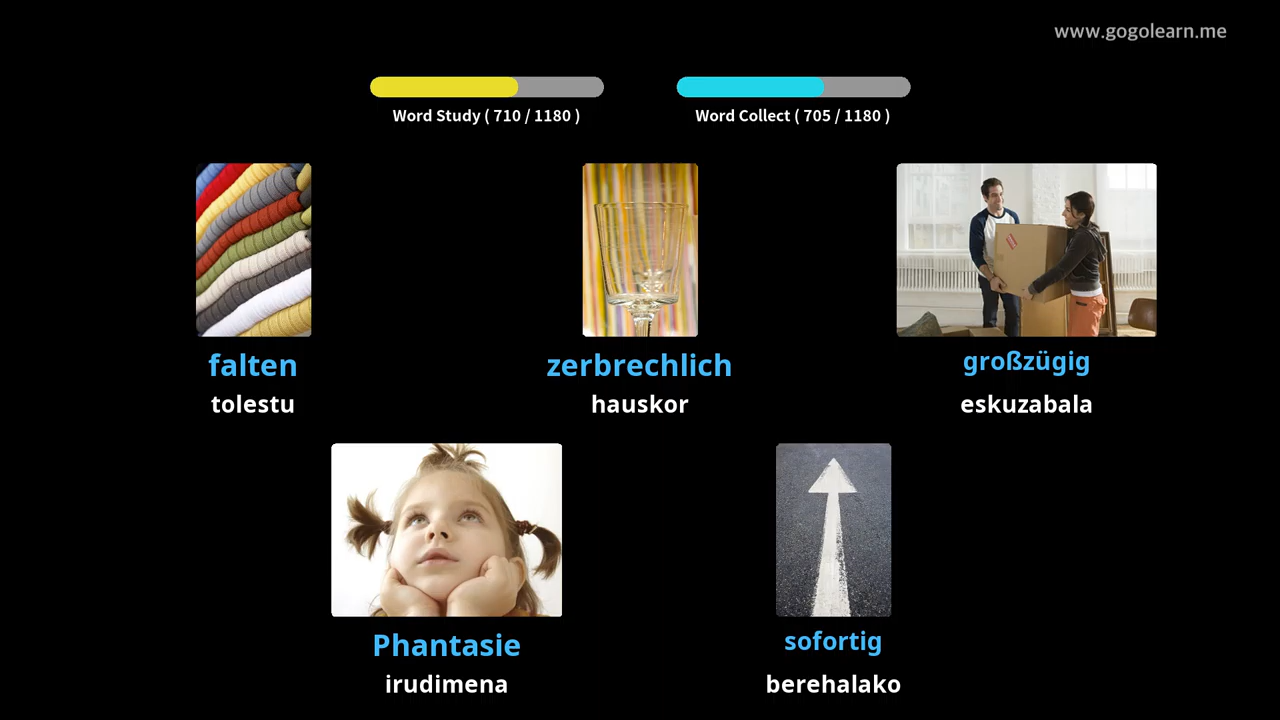 www.gogolearn.me
Word Study ( 710 / 1180 )
Word Collect ( 705 / 1180 )
falten
tolestu
zerbrechlich
hauskor
großzügig
eskuzabala
Phantasie
irudimena
sofortig
berehalako